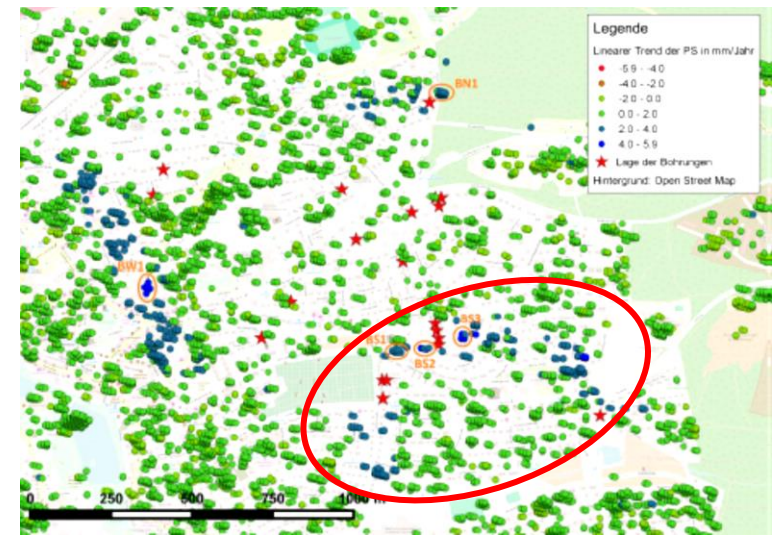 Legende
Linearer Trend der PS in mm/Jahr
-5.9 - -4.0
-4.0 - -2.0
-2.0 - 0.0
0.0 - 2.0
2.0 - 4.0
4.0 - 5.9
Lage der Bohrungen
Hintergrund: Open Street Map
BN1
BW1
BS1
BS2
BS3
0 250 500 750 1000 m